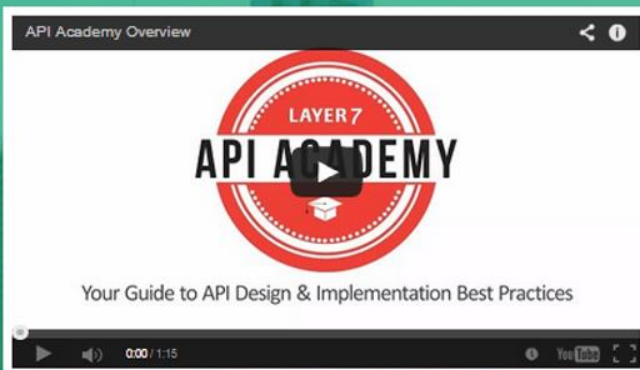 API Academy Overview
LAYER 7
API ACADEMY
Your Guide to API Design & Implementation Best Practices
0:00 / 1:15
YouTube